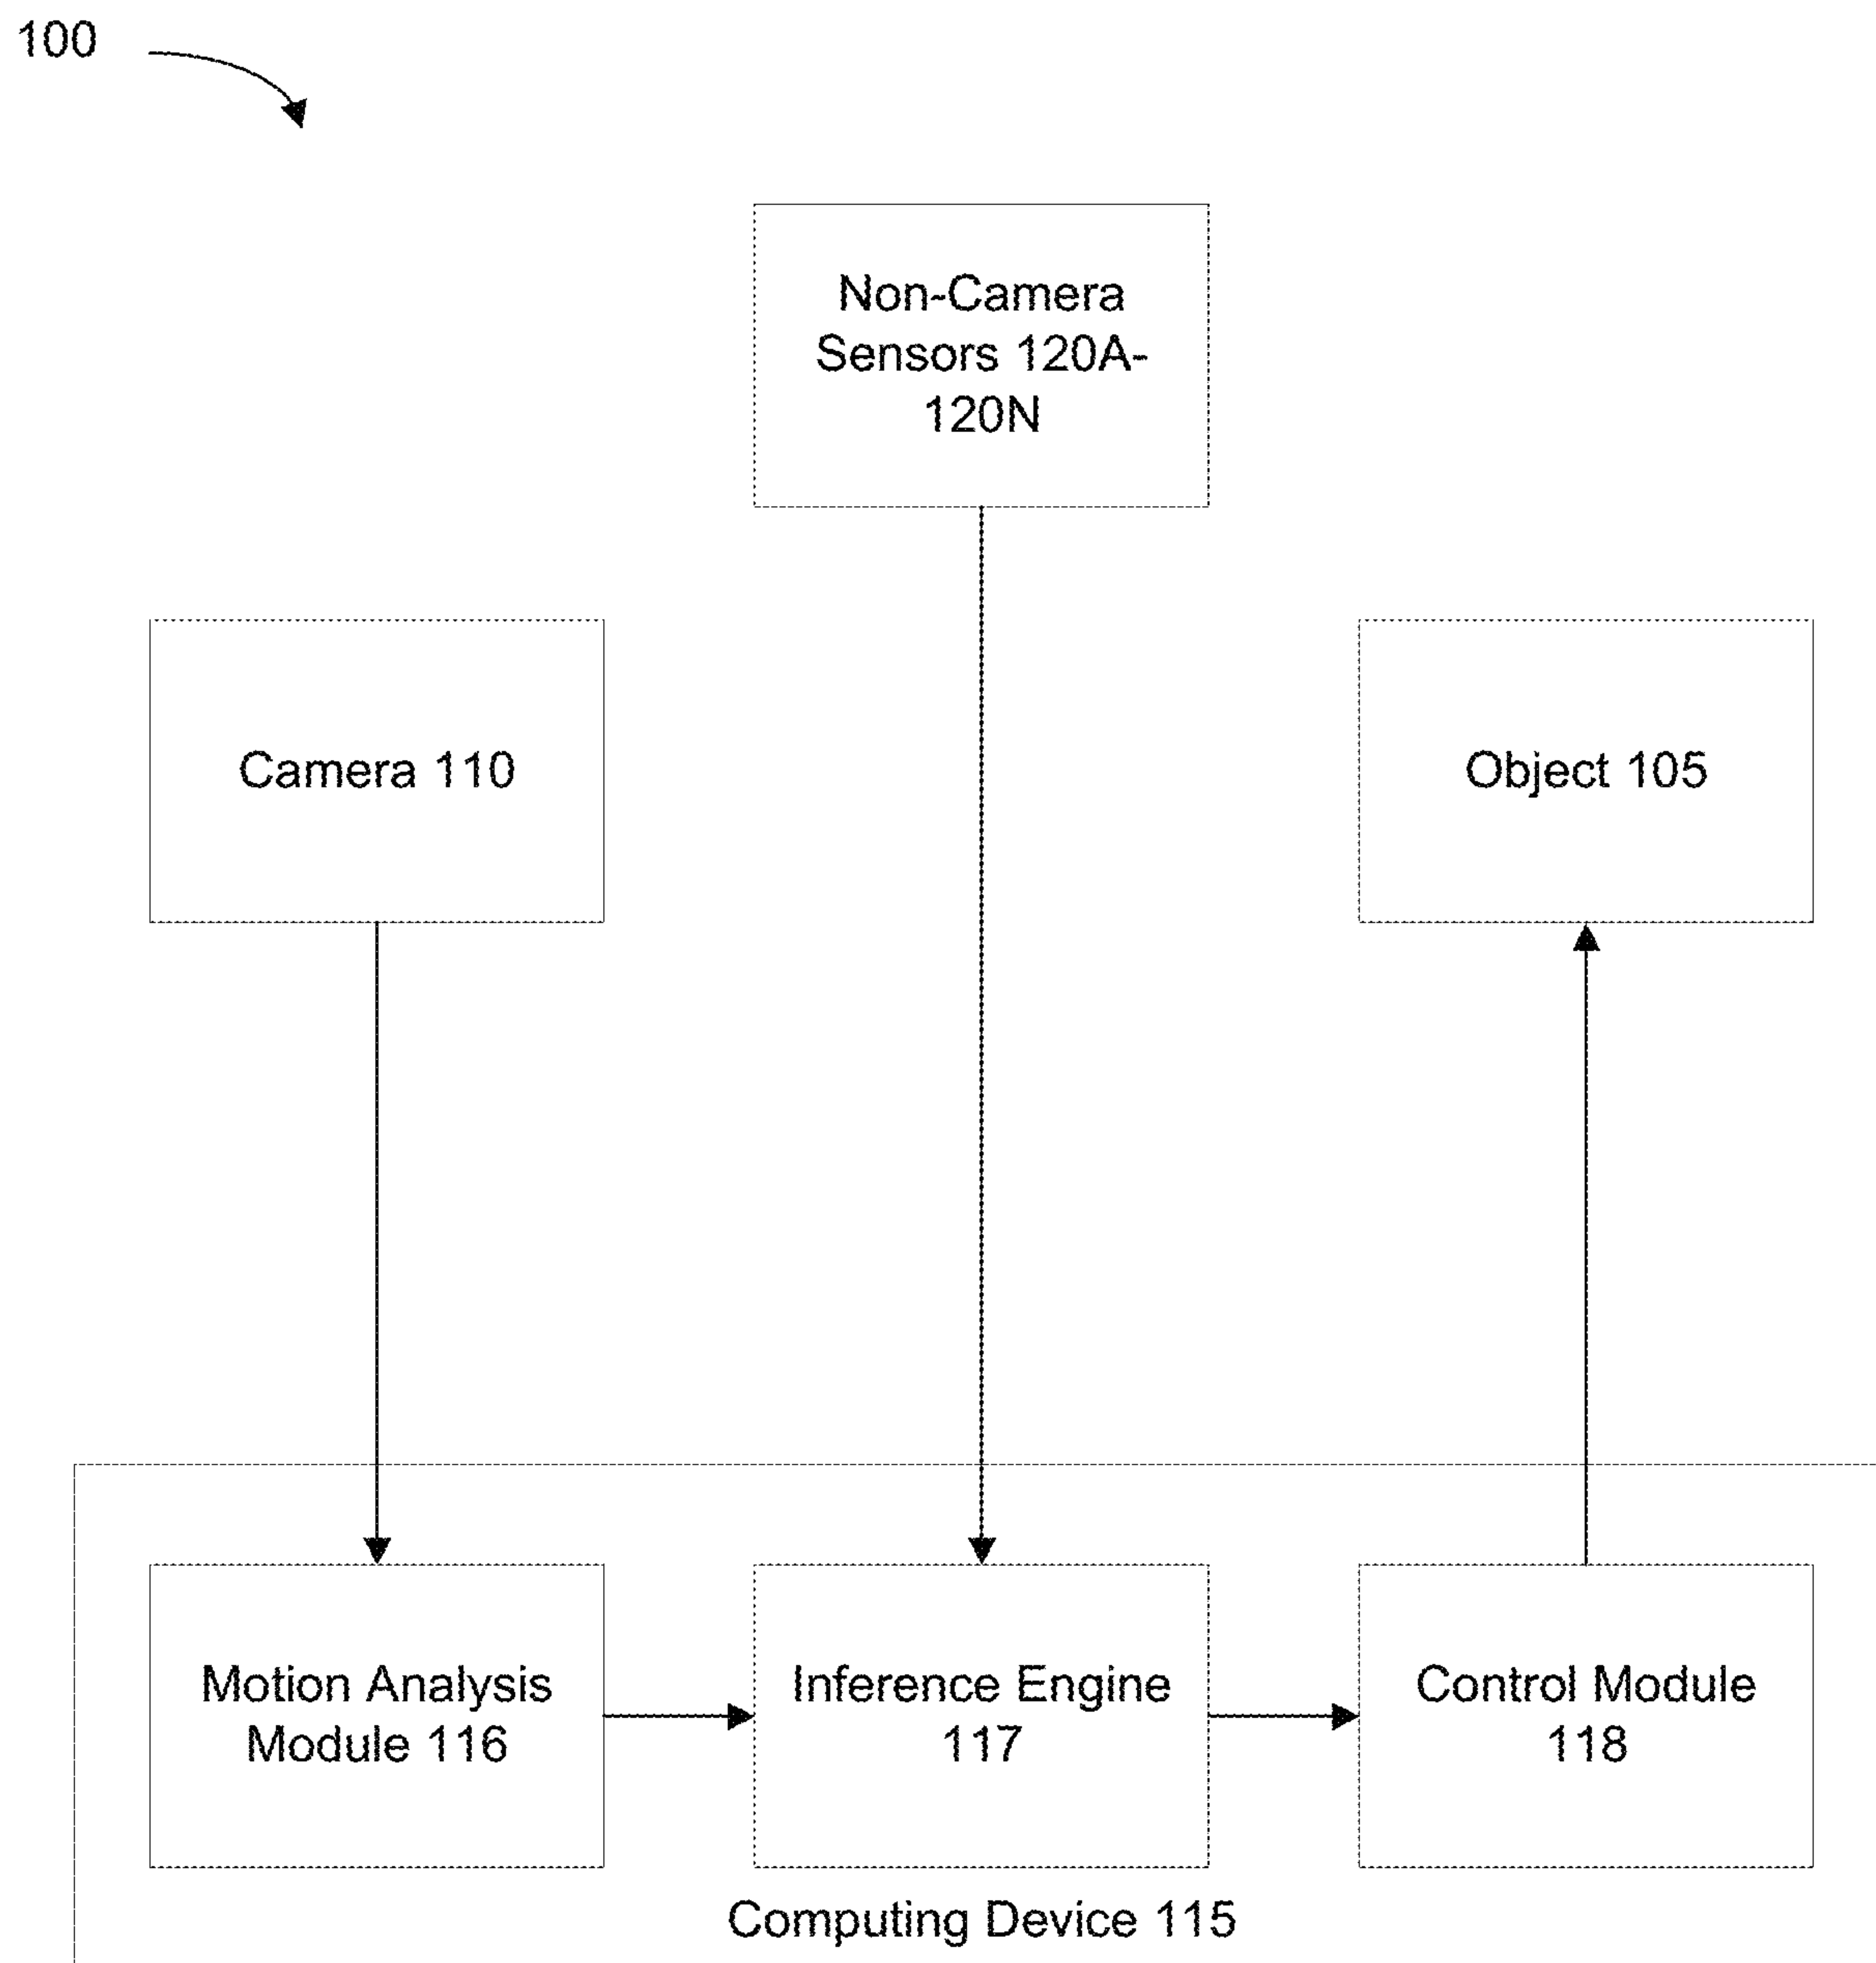 100
Non-Camera
Sensors 120A-
120N
Camera 110
Object 105
Motion Analysis
Module 116
Inference Engine
117
Control Module
118
Computing Device 115